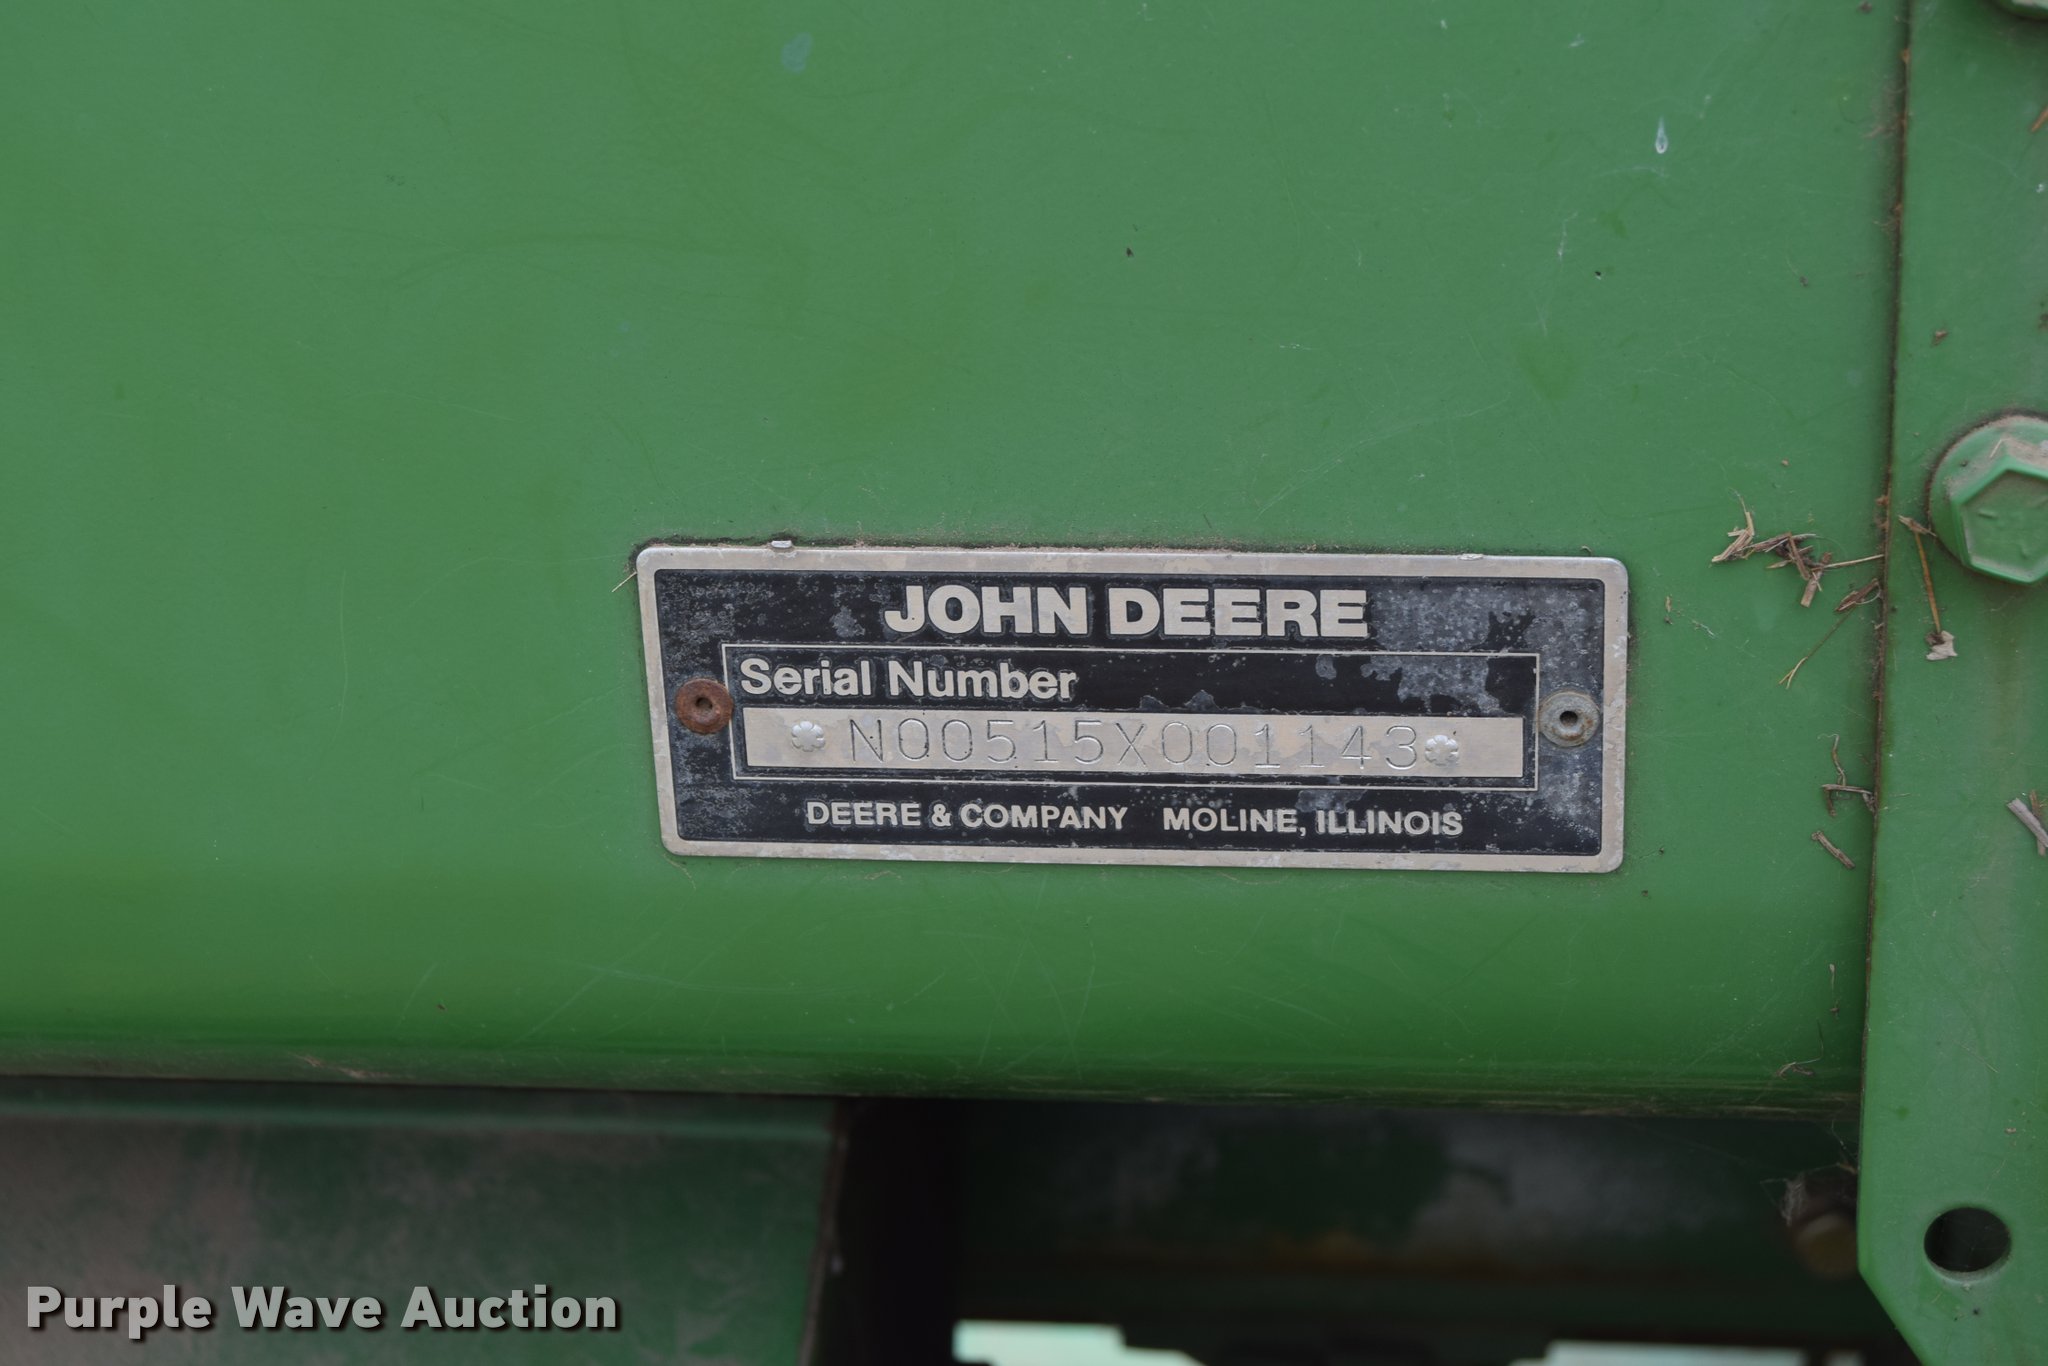 JOHN DEERE
Serial Number
N00515X001143
DEERE & COMPANY MOLINE, ILLINOIS
Purple Wave Auction